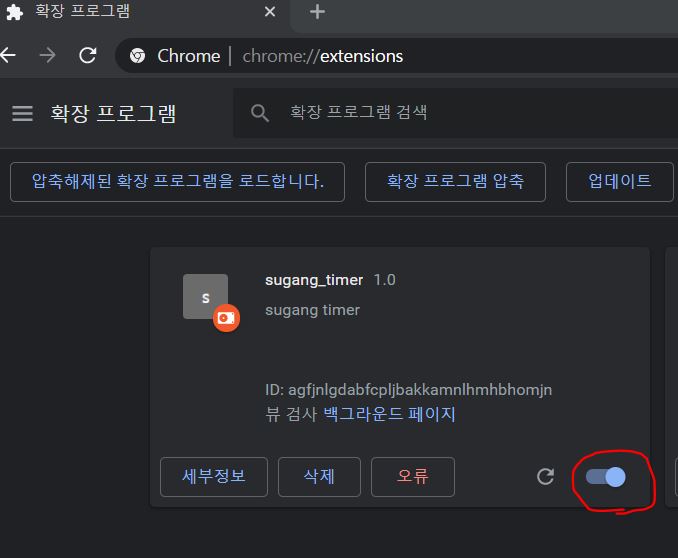 확장 프로그램
Chrome | chrome://extensions
확장 프로그램
확장 프로그램 검색
압축해제된 확장 프로그램을 로드합니다.
확장 프로그램 압축
업데이트
s
sugang_timer 1.0
sugang timer
ID: agfjnlgdabfcpljbakkamnlhmhbhomjn
뷰 검사 백그라운드 페이지
세부정보
삭제
오류